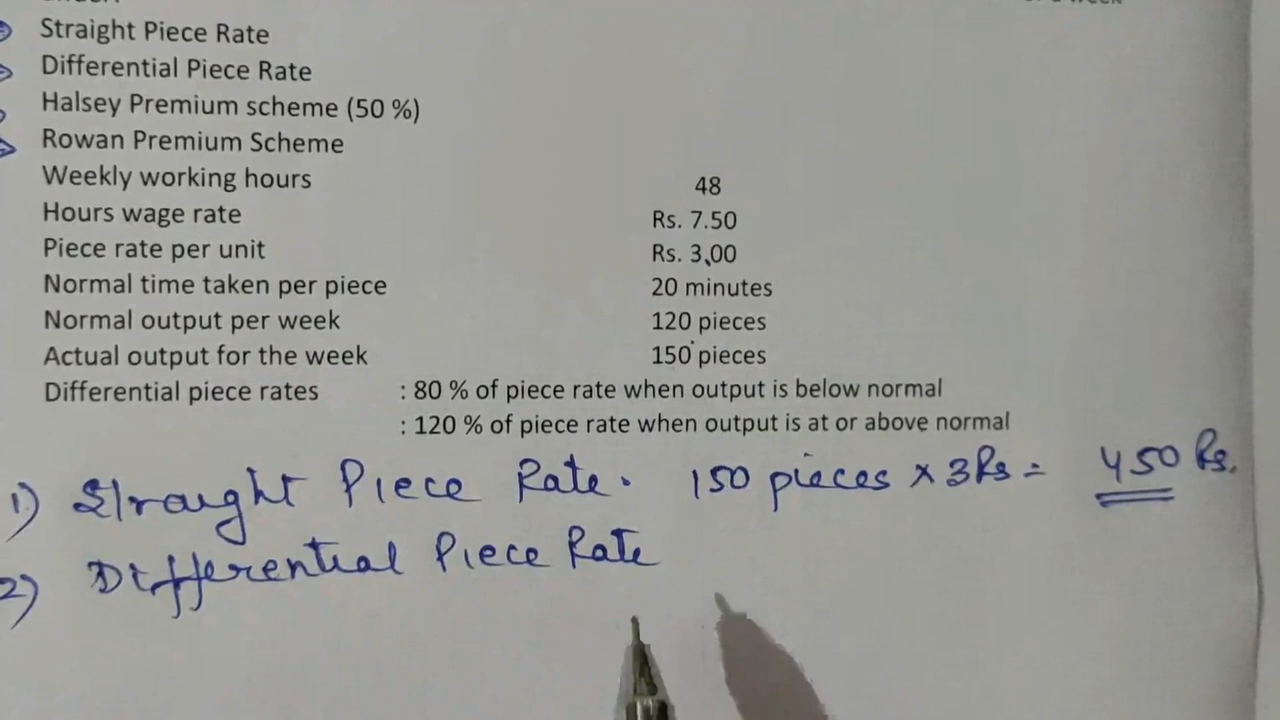 Straight Piece Rate
Differential Piece Rate
Halsey Premium scheme (50 %)
Rowan Premium Scheme
Weekly working hours 48
Hours wage rate Rs. 7.50
Piece rate per unit Rs. 3,00
Normal time taken per piece 20 minutes
Normal output per week 120 pieces
Actual output for the week 150 pieces
Differential piece rates : 80 % of piece rate when output is below normal
: 120 % of piece rate when output is at or above normal
1) Straight Piece Rate. 150 pieces × 3 Rs = 450 Rs.
2) Differential Piece Rate